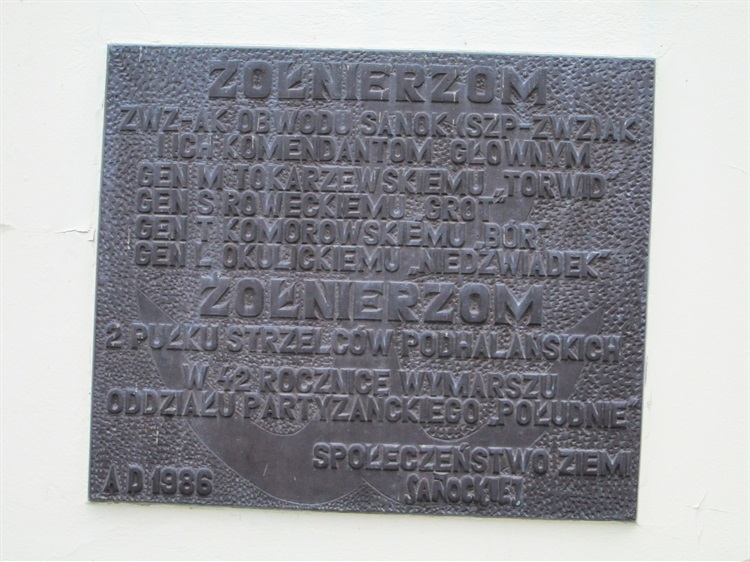 ŻOŁNIERZOM
ZWZ-AK OBWODU SANOK (SZP-ZWZ)AK
I ICH KOMENDANTOM GŁOWNYM
GEN M TOKARZEWSKIEMU „TORWID"
GEN S ROWECKIEMU „GROT"
GEN T KOMOROWSKIEMU „BÓR"
GEN L OKULICKIEMU „NIEDŹWIADEK"
ŻOŁNIERZOM
2 PUŁKU STRZELCÓW PODHALAŃSKICH
W 42 ROCZNICĘ WYMARSZU
ODDZIAŁU PARTYZANCKIEGO „POŁUDNIE"
SPOŁECZEŃSTWO ZIEMI
A D 1986 SANOCKIEJ